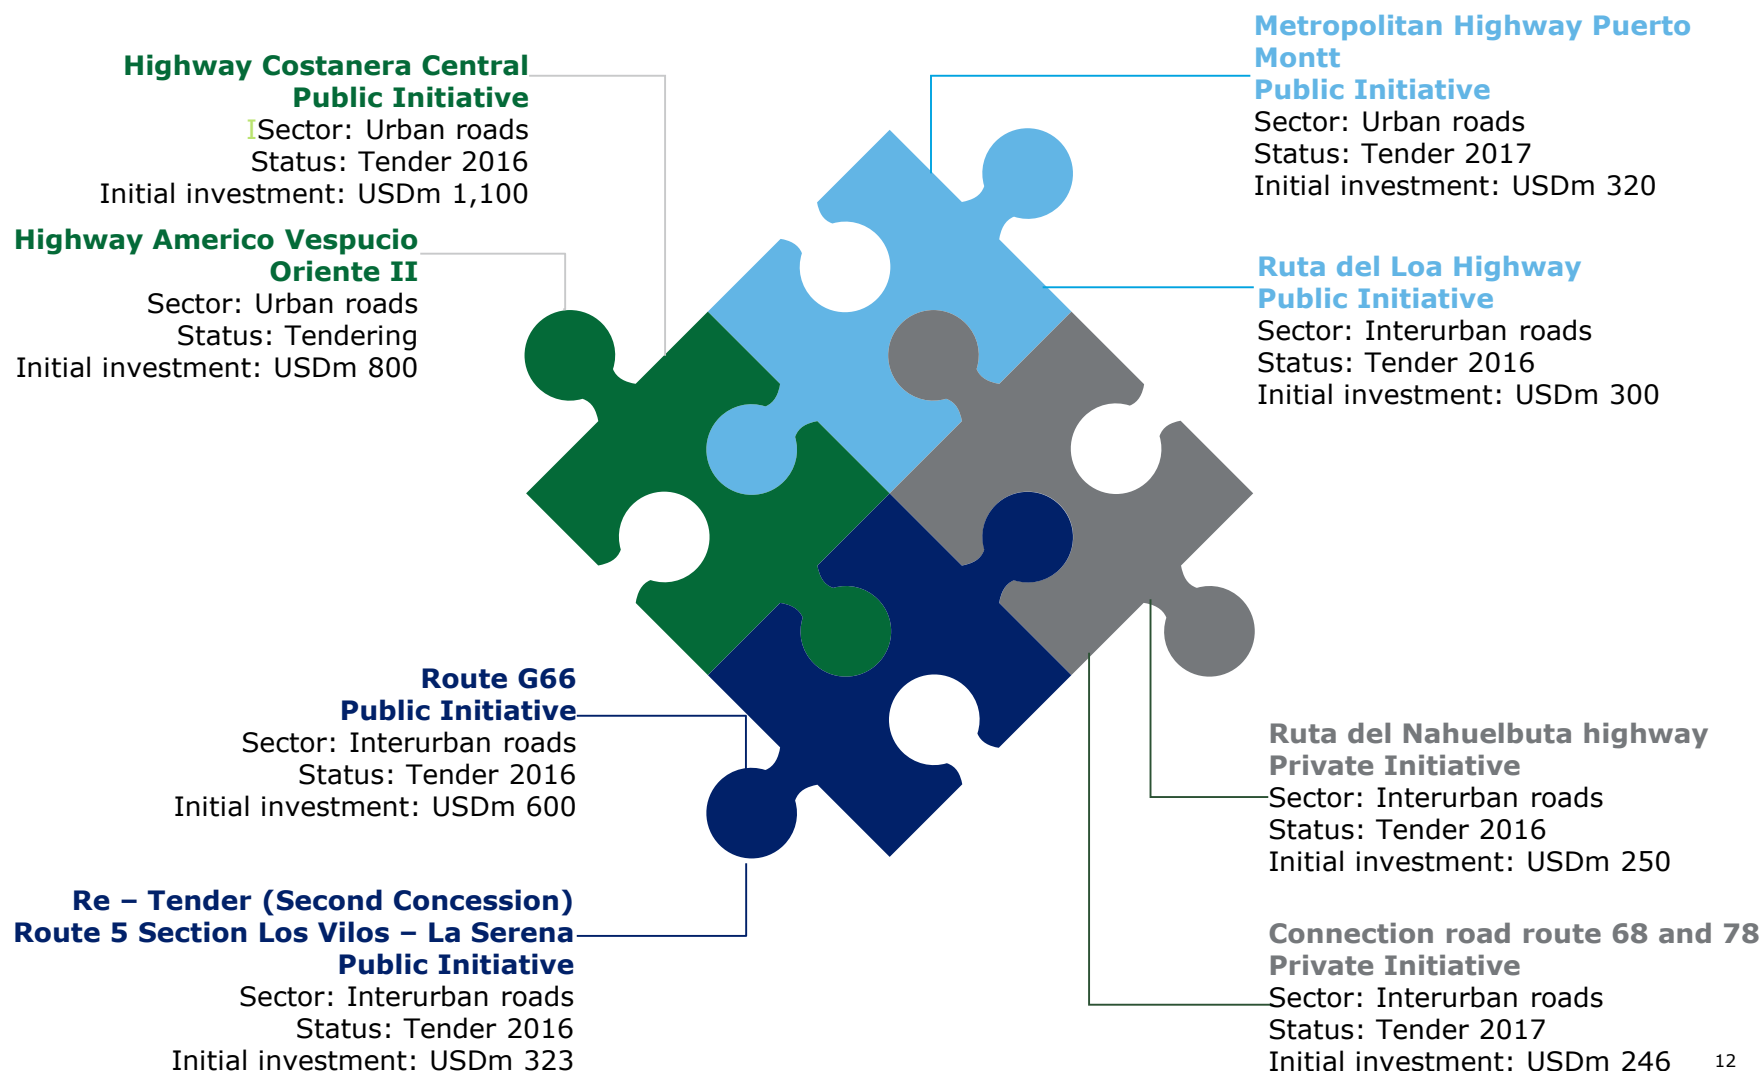 Highway Costanera Central
Public Initiative
ISector: Urban roads
Status: Tender 2016
Initial investment: USDm 1,100
Highway Americo Vespucio
Oriente II
Sector: Urban roads
Status: Tendering
Initial investment: USDm 800
Route G66
Public Initiative
Sector: Interurban roads
Status: Tender 2016
Initial investment: USDm 600
Re – Tender (Second Concession)
Route 5 Section Los Vilos – La Serena
Public Initiative
Sector: Interurban roads
Status: Tender 2016
Initial investment: USDm 323
Metropolitan Highway Puerto
Montt
Public Initiative
Sector: Urban roads
Status: Tender 2017
Initial investment: USDm 320
Ruta del Loa Highway
Public Initiative
Sector: Interurban roads
Status: Tender 2016
Initial investment: USDm 300
Ruta del Nahuelbuta highway
Private Initiative
Sector: Interurban roads
Status: Tender 2016
Initial investment: USDm 250
Connection road route 68 and 78
Private Initiative
Sector: Interurban roads
Status: Tender 2017
Initial investment: USDm 246
12